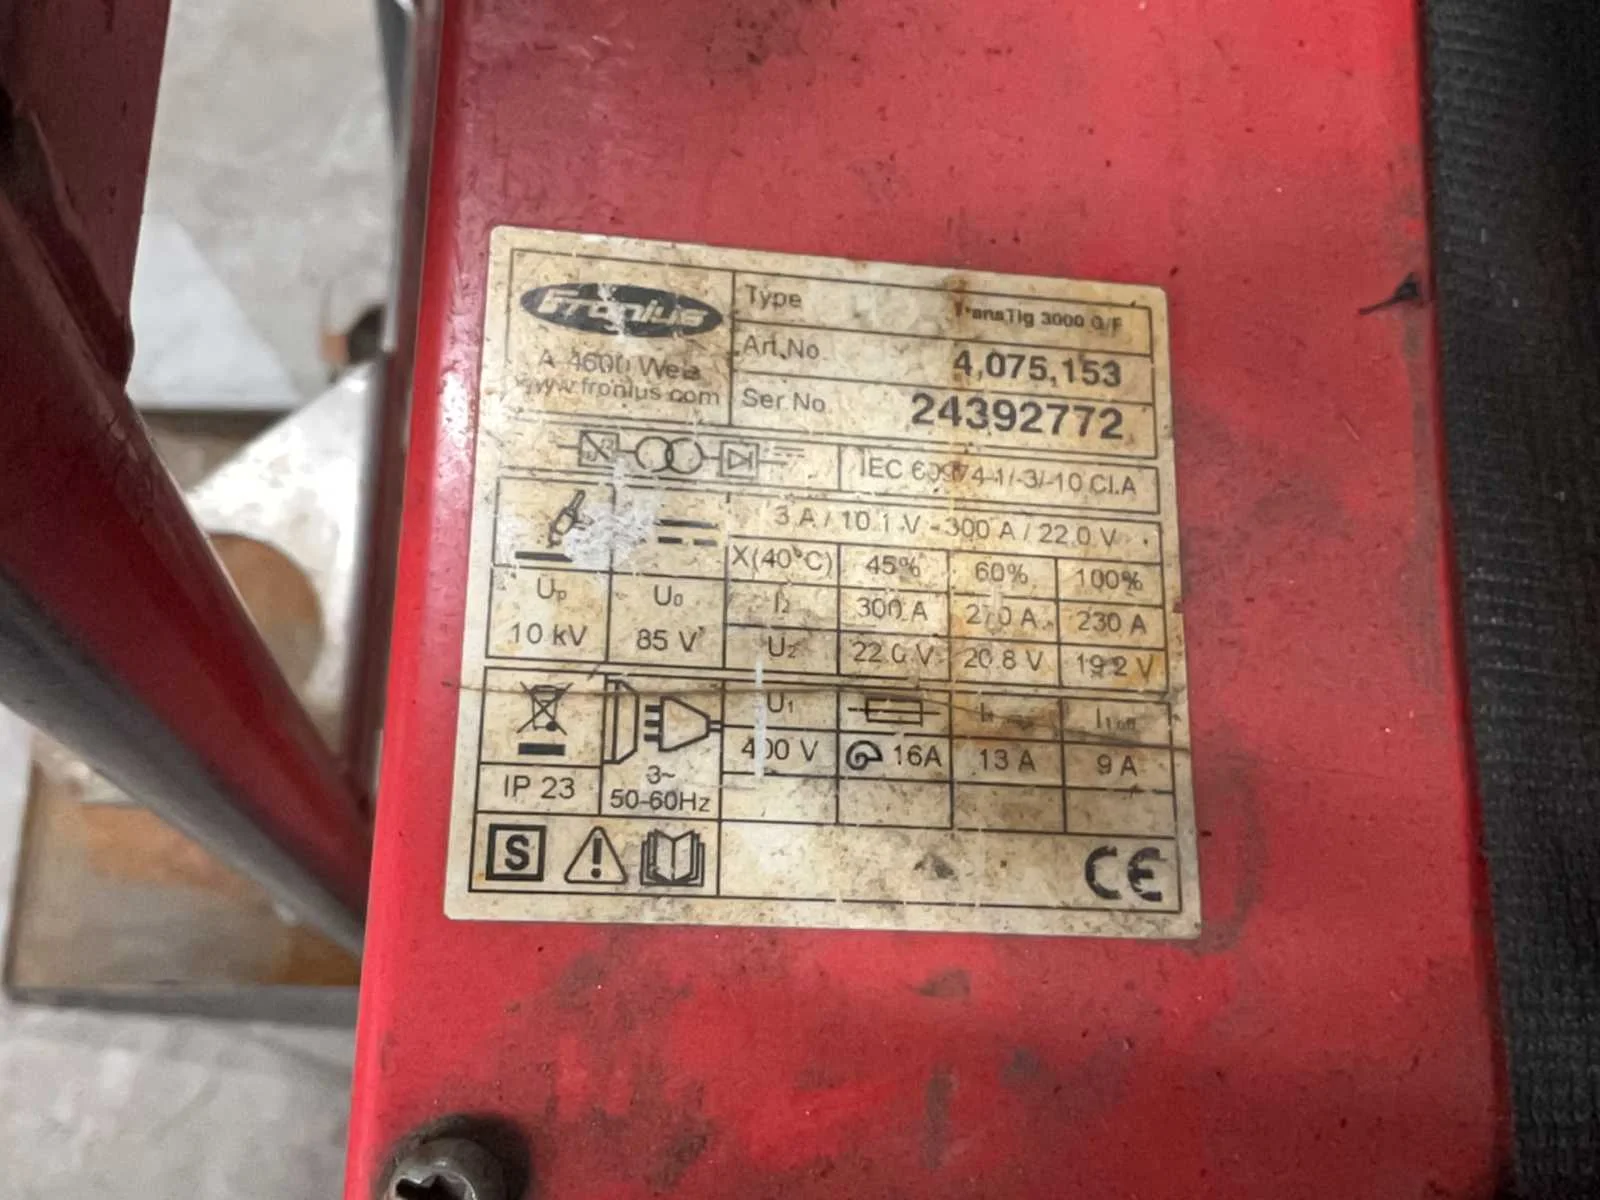 Fronius
A 4600 Wels
www.fronius.com
Type TransTig 3000 G/F
Art.No. 4,075,153
Ser.No. 24392772
IEC 60974-1/-3/-10 Cl.A
3 A / 10.1 V - 300 A / 22.0 V
X(40°C) 45% 60% 100%
Up U0 I2 300 A 270 A 230 A
10 kV 85 V U2 22.0 V 20.8 V 19.2 V
U1
400 V 16A 13 A 9 A
IP 23 3~
50-60Hz
S CE